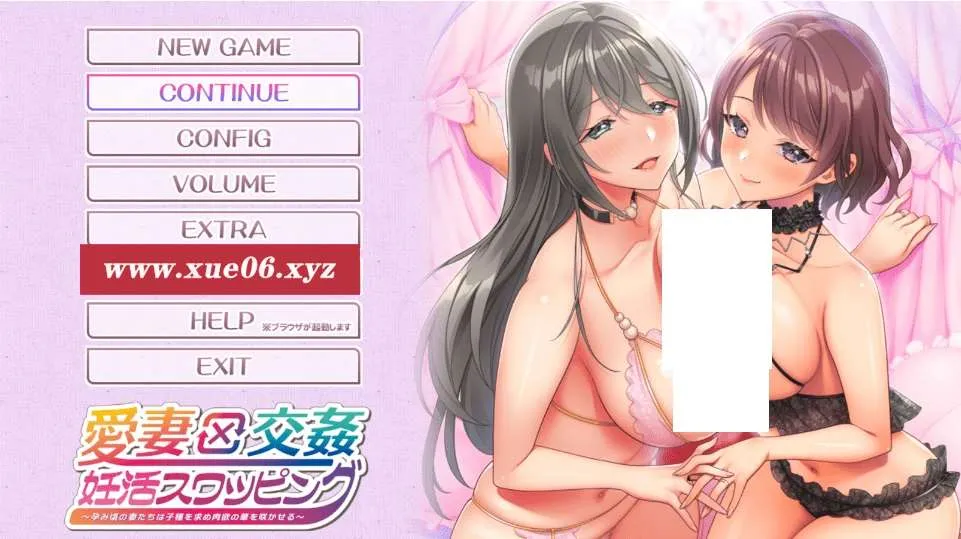 NEW GAME
CONTINUE
CONFIG
VOLUME
EXTRA
www.xue06.xyz
HELP ※ブラウザが起動します
EXIT
愛妻⇄交姦
妊活スワッピング
～孕み頃の妻たちは子種を求め肉欲の華を咲かせる～